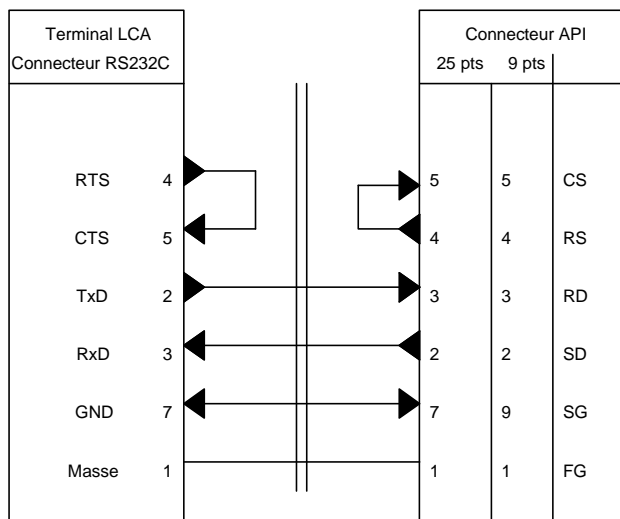 Terminal LCA Connecteur API
Connecteur RS232C 25 pts 9 pts
RTS 4 5 5 CS
CTS 5 4 4 RS
TxD 2 3 3 RD
RxD 3 2 2 SD
GND 7 7 9 SG
Masse 1 1 1 FG